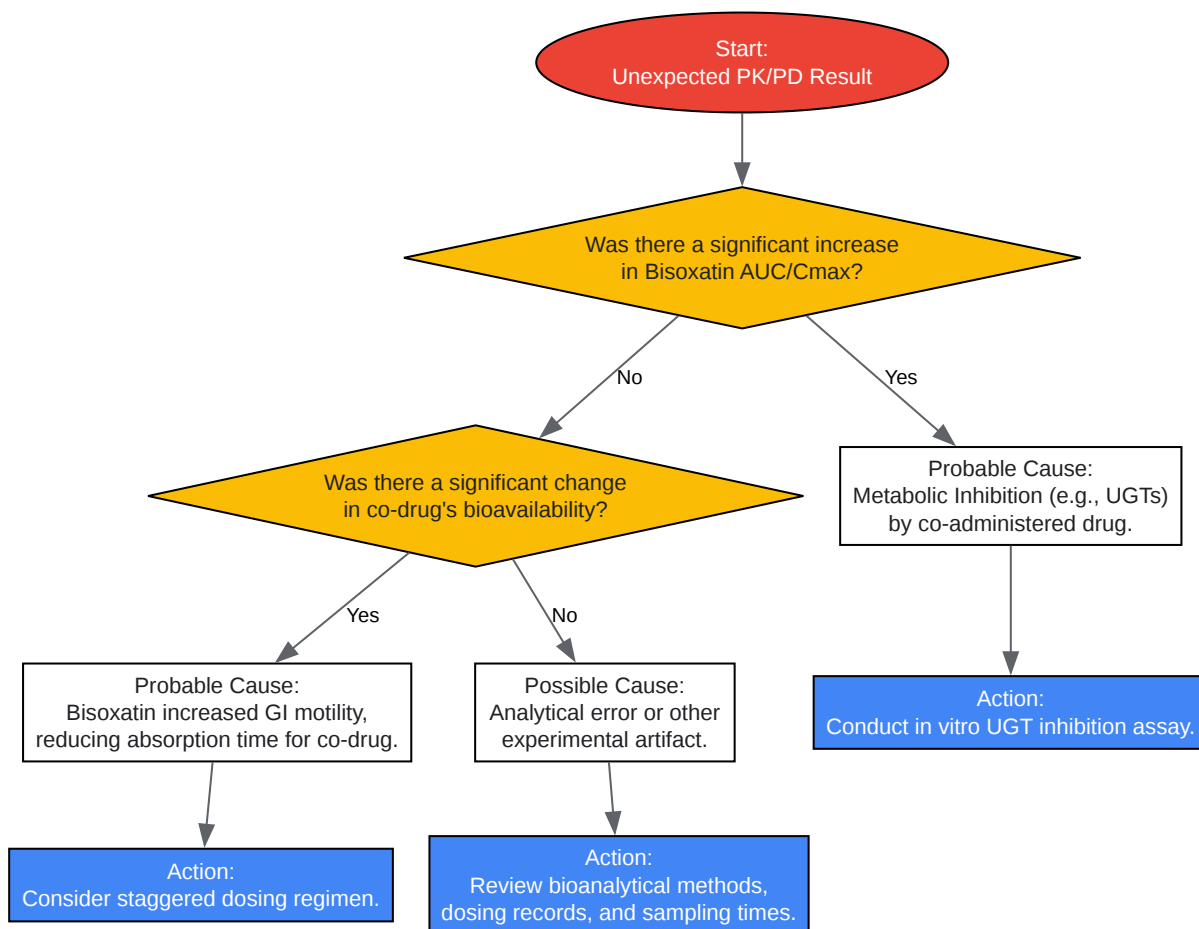 Start:
Unexpected PK/PD Result
Was there a significant increase
in Bisoxatin AUC/Cmax?
No
Yes
Was there a significant change
in co-drug's bioavailability?
Probable Cause:
Metabolic Inhibition (e.g., UGTs)
by co-administered drug.
Yes
No
Probable Cause:
Bisoxatin increased GI motility,
reducing absorption time for co-drug.
Possible Cause:
Analytical error or other
experimental artifact.
Action:
Conduct in vitro UGT inhibition assay.
Action:
Consider staggered dosing regimen.
Action:
Review bioanalytical methods,
dosing records, and sampling times.